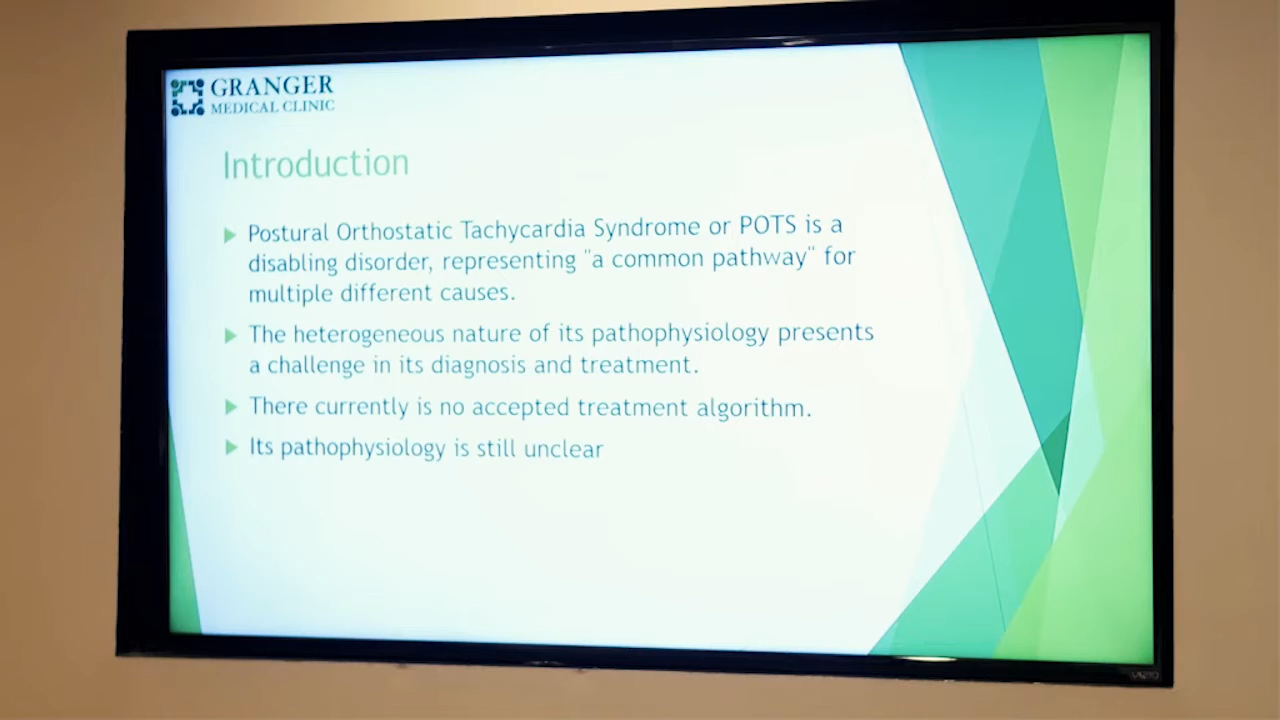 GRANGER
MEDICAL CLINIC
Introduction
Postural Orthostatic Tachycardia Syndrome or POTS is a
disabling disorder, representing "a common pathway" for
multiple different causes.
The heterogeneous nature of its pathophysiology presents
a challenge in its diagnosis and treatment.
There currently is no accepted treatment algorithm.
Its pathophysiology is still unclear
VIZIO